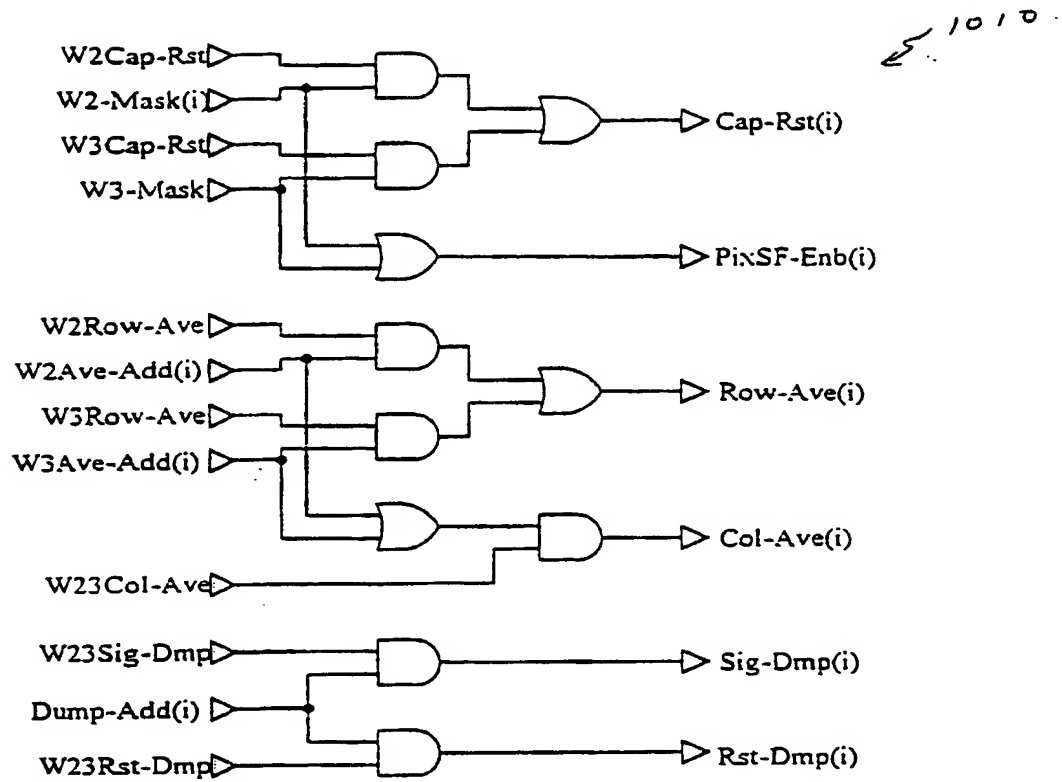 1010
W2Cap-Rst
W2-Mask(i)
W3Cap-Rst
W3-Mask
Cap-Rst(i)
PixSF-Enb(i)
W2Row-Ave
W2Ave-Add(i)
W3Row-Ave
W3Ave-Add(i)
W23Col-Ave
Row-Ave(i)
Col-Ave(i)
W23Sig-Dmp
Dump-Add(i)
W23Rst-Dmp
Sig-Dmp(i)
Rst-Dmp(i)